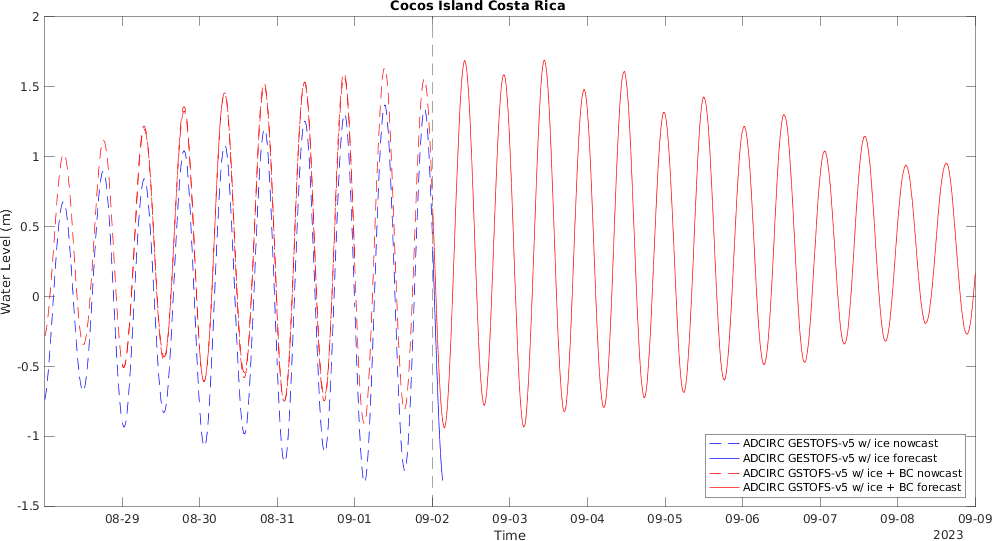 Cocos Island Costa Rica
2
1.5
1
0.5
0
-0.5
-1
-1.5
Water Level (m)
ADCIRC GESTOFS-v5 w/ ice nowcast
ADCIRC GESTOFS-v5 w/ ice forecast
ADCIRC GSTOFS-v5 w/ ice + BC nowcast
ADCIRC GSTOFS-v5 w/ ice + BC forecast
08-29 08-30 08-31 09-01 09-02 09-03 09-04 09-05 09-06 09-07 09-08 09-09
Time
2023